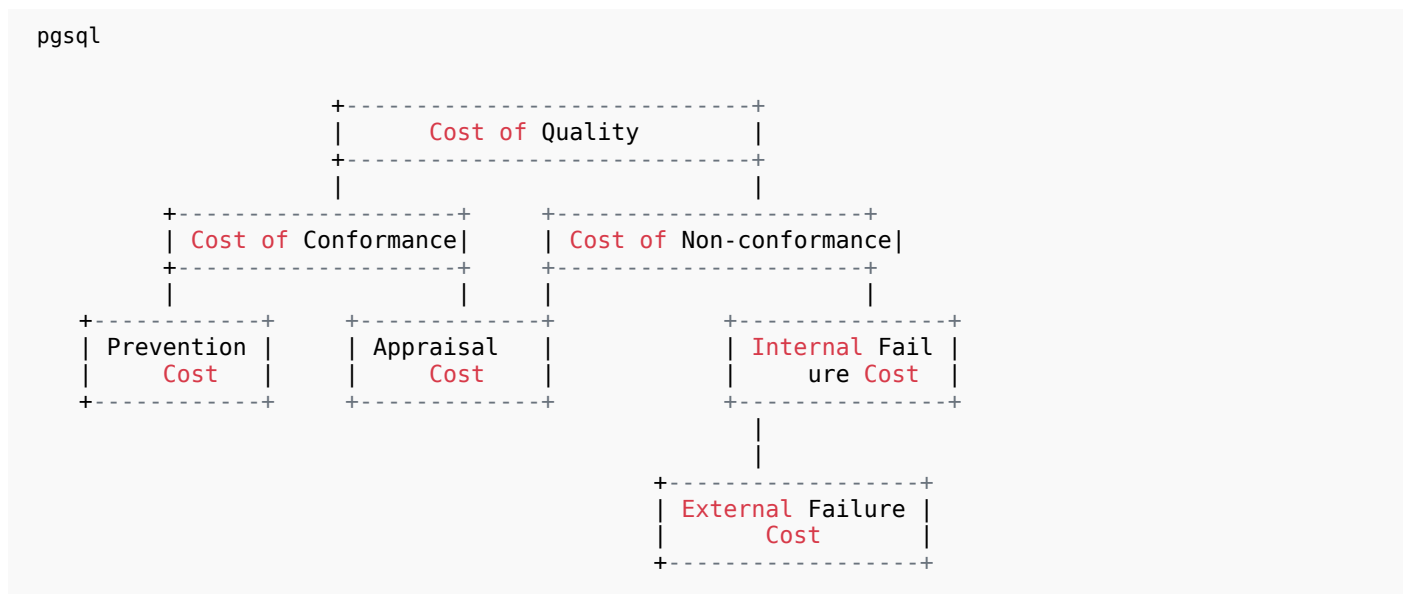 pgsql
Cost of Quality
Cost of Conformance
Cost of Non-conformance
Prevention
Cost
Appraisal
Cost
Internal Fail
ure Cost
External Failure
Cost